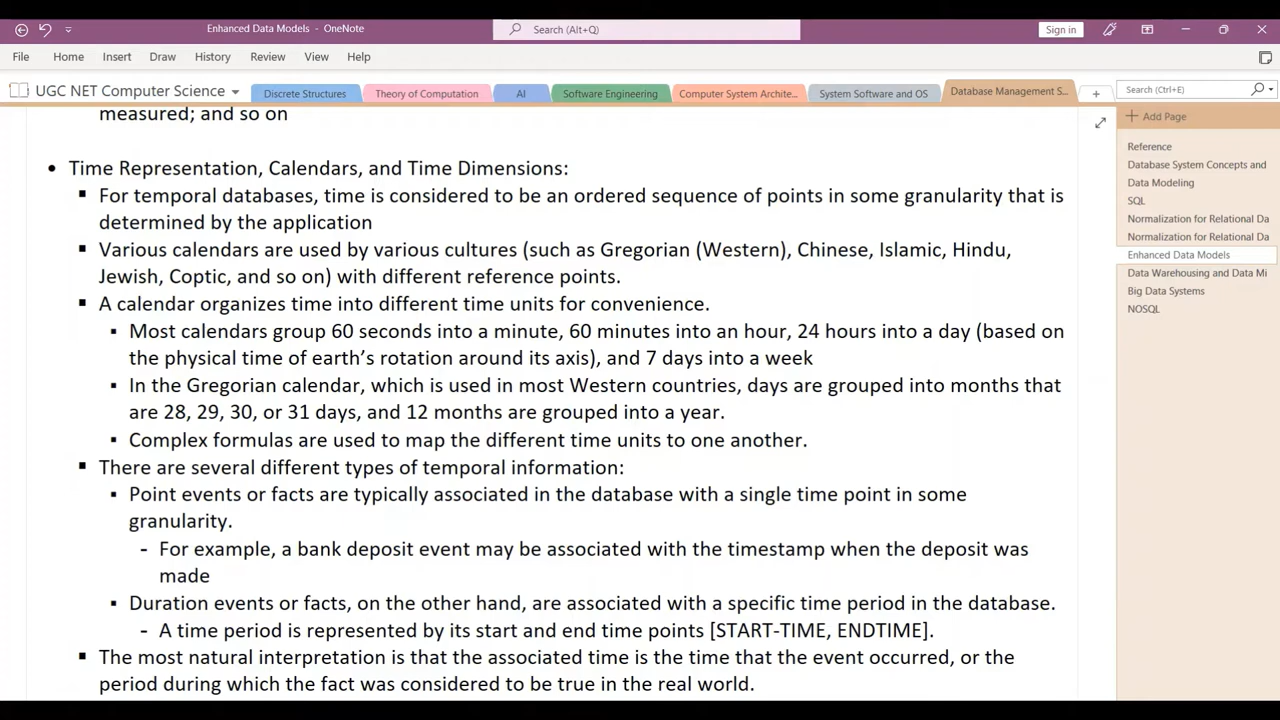 Enhanced Data Models - OneNote
Search (Alt+Q)
Sign in
File Home Insert Draw History Review View Help
UGC NET Computer Science
Discrete Structures
Theory of Computation
AI
Software Engineering
Computer System Archite...
System Software and OS
Database Management S...
Search (Ctrl+E)
measured; and so on
• Time Representation, Calendars, and Time Dimensions:
▪ For temporal databases, time is considered to be an ordered sequence of points in some granularity that is
determined by the application
▪ Various calendars are used by various cultures (such as Gregorian (Western), Chinese, Islamic, Hindu,
Jewish, Coptic, and so on) with different reference points.
▪ A calendar organizes time into different time units for convenience.
▪ Most calendars group 60 seconds into a minute, 60 minutes into an hour, 24 hours into a day (based on
the physical time of earth's rotation around its axis), and 7 days into a week
▪ In the Gregorian calendar, which is used in most Western countries, days are grouped into months that
are 28, 29, 30, or 31 days, and 12 months are grouped into a year.
▪ Complex formulas are used to map the different time units to one another.
▪ There are several different types of temporal information:
▪ Point events or facts are typically associated in the database with a single time point in some
granularity.
- For example, a bank deposit event may be associated with the timestamp when the deposit was
made
▪ Duration events or facts, on the other hand, are associated with a specific time period in the database.
- A time period is represented by its start and end time points [START-TIME, ENDTIME].
▪ The most natural interpretation is that the associated time is the time that the event occurred, or the
period during which the fact was considered to be true in the real world.
Add Page
Reference
Database System Concepts and
Data Modeling
SQL
Normalization for Relational Da
Normalization for Relational Da
Enhanced Data Models
Data Warehousing and Data Mi
Big Data Systems
NOSQL